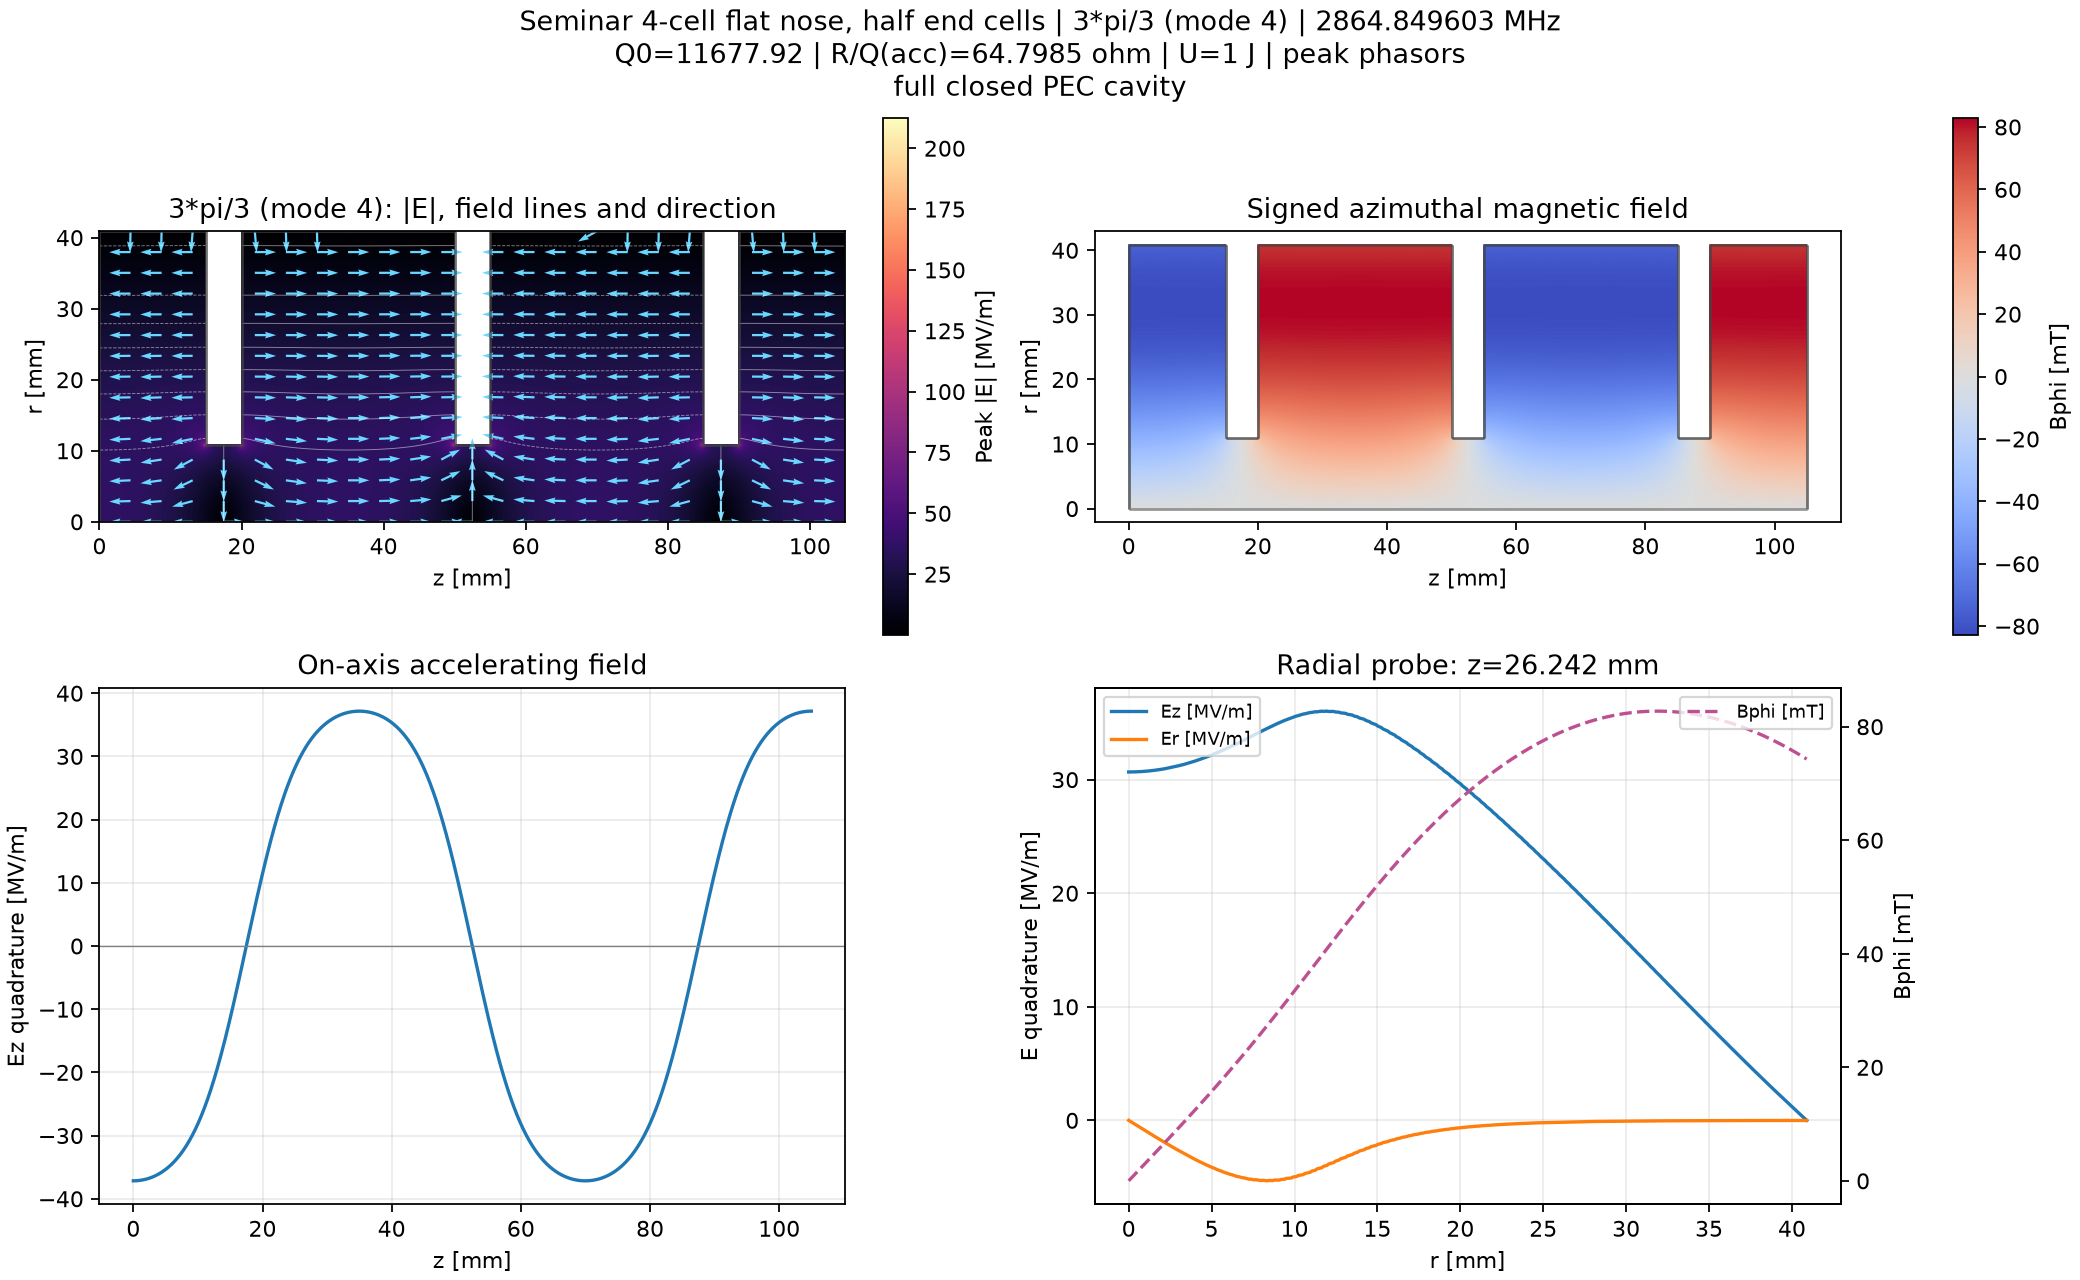 Seminar 4-cell flat nose, half end cells | 3*pi/3 (mode 4) | 2864.849603 MHz
Q0=11677.92 | R/Q(acc)=64.7985 ohm | U=1 J | peak phasors
full closed PEC cavity
3*pi/3 (mode 4): |E|, field lines and direction
r [mm]
40
30
20
10
0
0 20 40 60 80 100
z [mm]
200
175
150
125
100
75
50
25
Peak |E| [MV/m]
Signed azimuthal magnetic field
r [mm]
40
30
20
10
0
0 20 40 60 80 100
z [mm]
80
60
40
20
0
−20
−40
−60
−80
Bphi [mT]
On-axis accelerating field
Ez quadrature [MV/m]
40
30
20
10
0
−10
−20
−30
−40
0 20 40 60 80 100
z [mm]
Radial probe: z=26.242 mm
Ez [MV/m]
Er [MV/m]
Bphi [mT]
E quadrature [MV/m]
30
20
10
0
80
60
40
20
0
Bphi [mT]
0 5 10 15 20 25 30 35 40
r [mm]